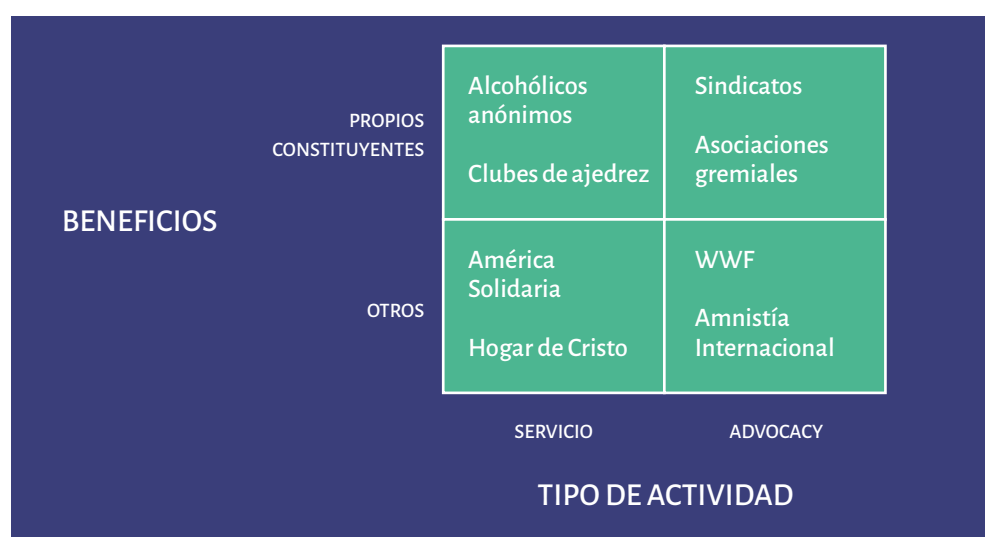 PROPIOS
CONSTITUYENTES
Alcohólicos
anónimos
Clubes de ajedrez
Sindicatos
Asociaciones
gremiales
BENEFICIOS
OTROS
América
Solidaria
Hogar de Cristo
WWF
Amnistía
Internacional
SERVICIO
ADVOCACY
TIPO DE ACTIVIDAD